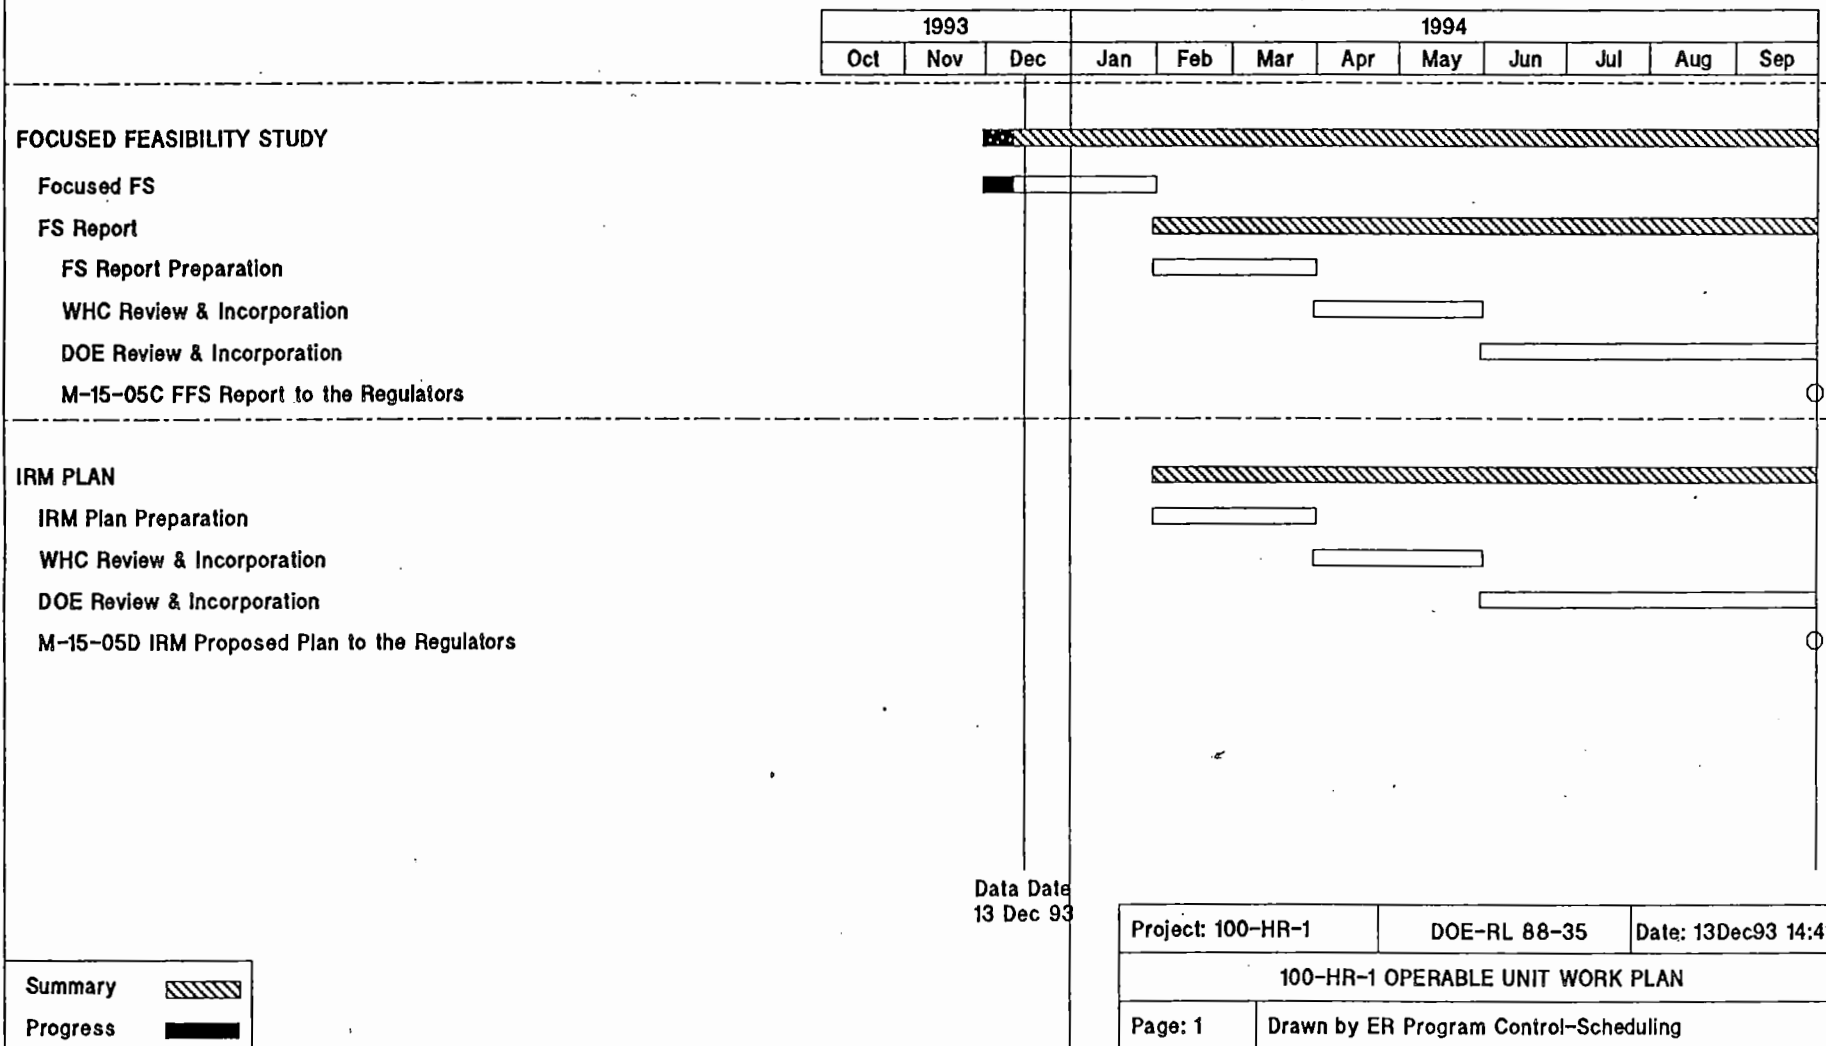 1993 1994
Oct Nov Dec Jan Feb Mar Apr May Jun Jul Aug Sep
FOCUSED FEASIBILITY STUDY
Focused FS
FS Report
FS Report Preparation
WHC Review & Incorporation
DOE Review & Incorporation
M-15-05C FFS Report to the Regulators
IRM PLAN
IRM Plan Preparation
WHC Review & Incorporation
DOE Review & Incorporation
M-15-05D IRM Proposed Plan to the Regulators
Data Date
13 Dec 93
Project: 100-HR-1 DOE-RL 88-35 Date: 13Dec93 14:4
100-HR-1 OPERABLE UNIT WORK PLAN
Page: 1 Drawn by ER Program Control-Scheduling
Summary
Progress